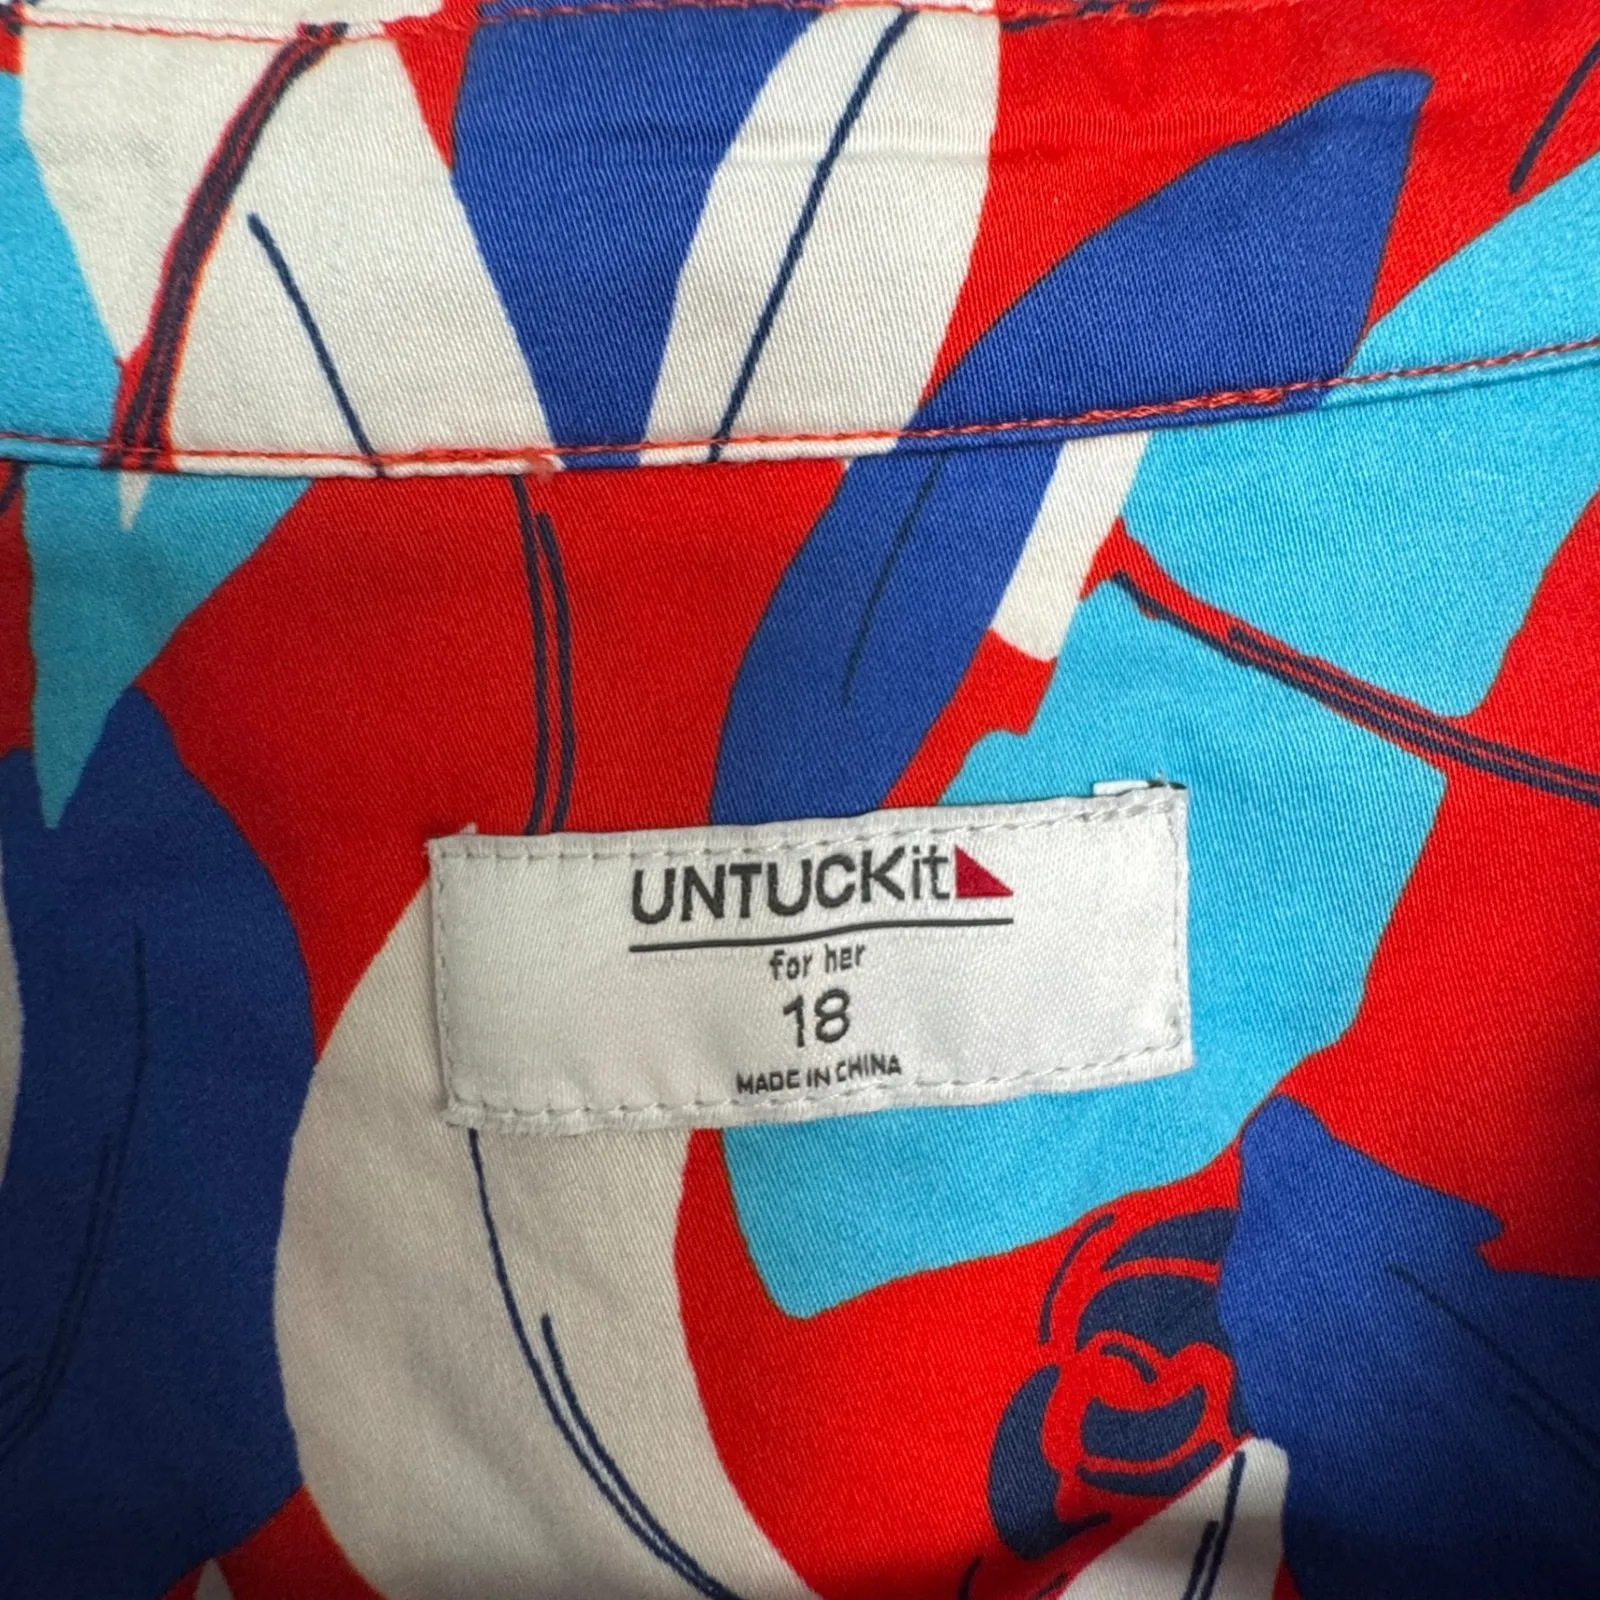 UNTUCKit
for her
18
MADE IN CHINA